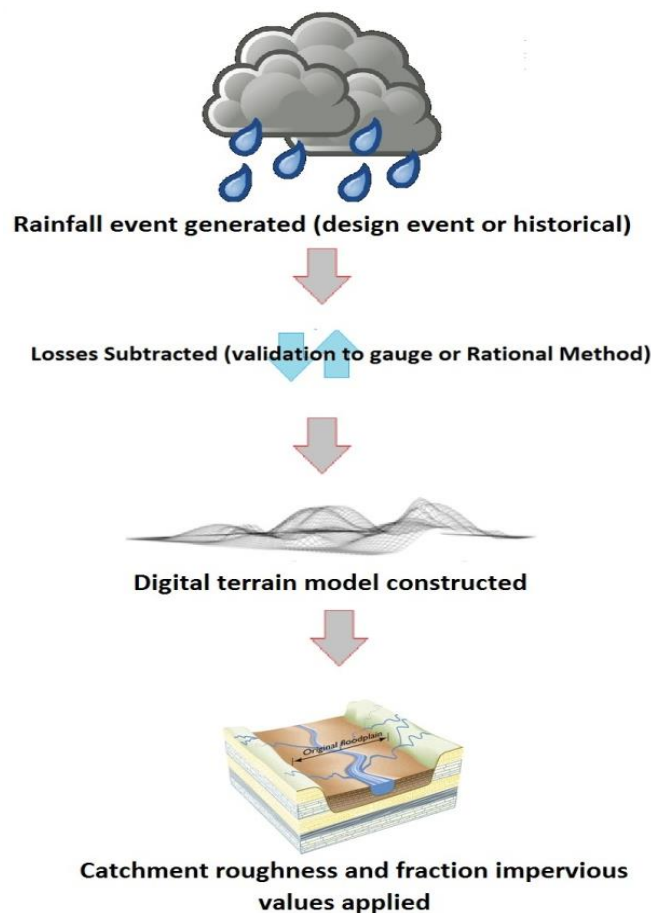 Rainfall event generated (design event or historical)
Losses Subtracted (validation to gauge or Rational Method)
Digital terrain model constructed
Original floodplain
Catchment roughness and fraction impervious
values applied